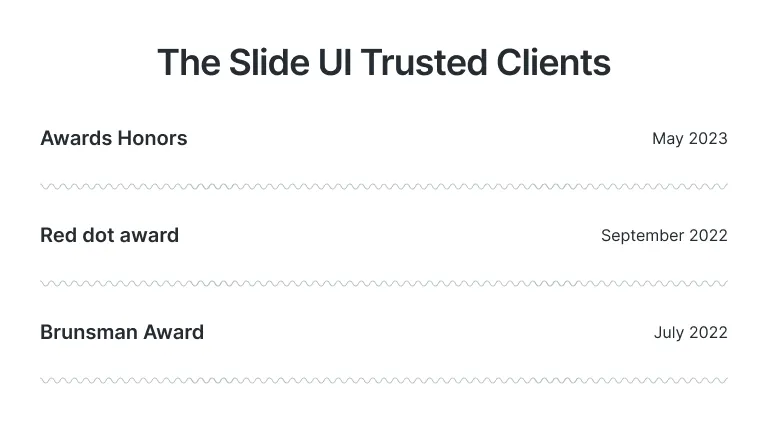 The Slide UI Trusted Clients
Awards Honors May 2023
Red dot award September 2022
Brunsman Award July 2022